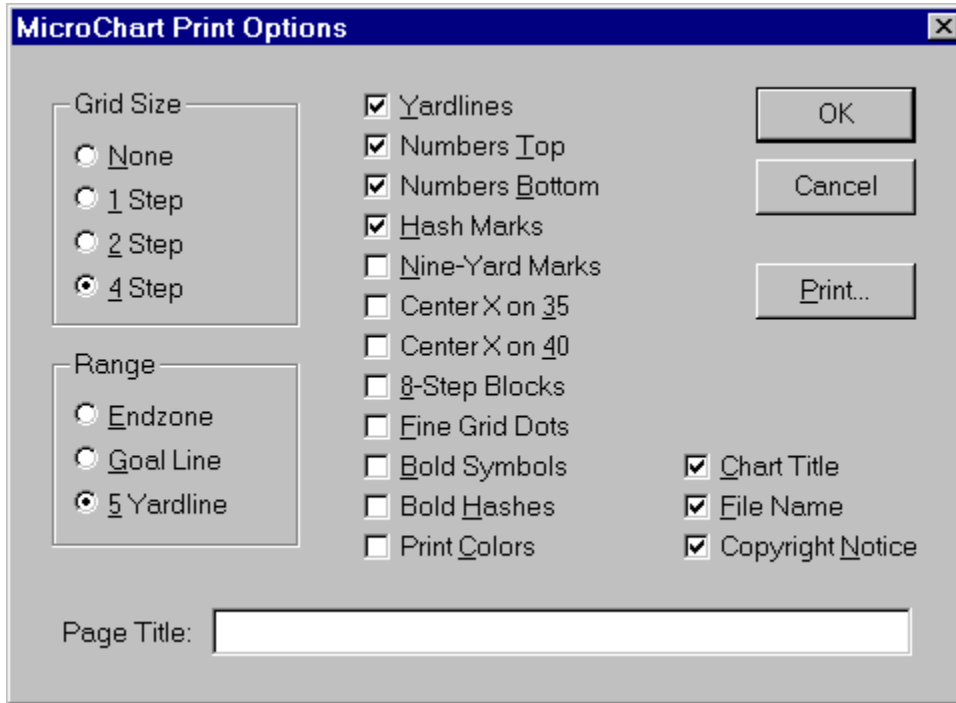 MicroChart Print Options
Grid Size
None
1 Step
2 Step
4 Step
Range
Endzone
Goal Line
5 Yardline
Yardlines
Numbers Top
Numbers Bottom
Hash Marks
Nine-Yard Marks
Center X on 35
Center X on 40
8-Step Blocks
Fine Grid Dots
Bold Symbols
Bold Hashes
Print Colors
OK
Cancel
Print...
Chart Title
File Name
Copyright Notice
Page Title: